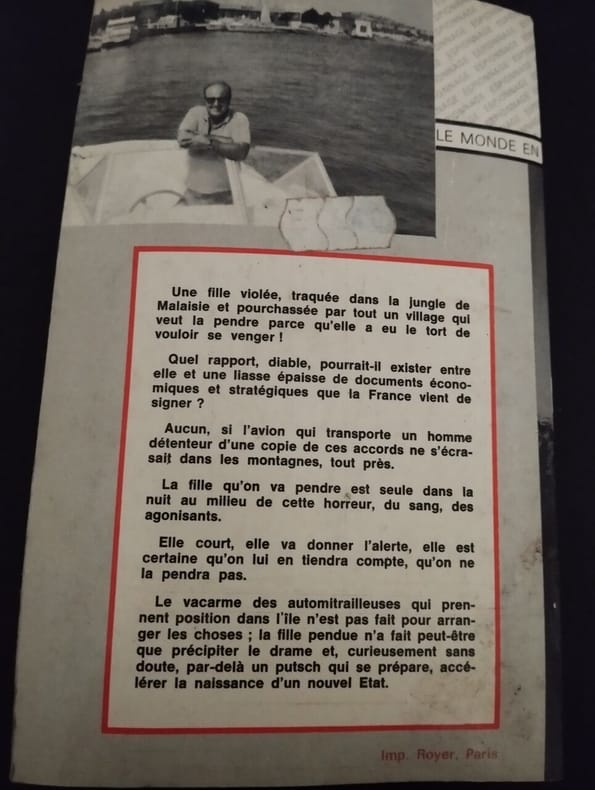 LE MONDE EN
Une fille violée, traquée dans la jungle de
Malaisie et pourchassée par tout un village qui
veut la pendre parce qu'elle a eu le tort de
vouloir se venger !
Quel rapport, diable, pourrait-il exister entre
elle et une liasse épaisse de documents écono-
miques et stratégiques que la France vient de
signer ?
Aucun, si l'avion qui transporte un homme
détenteur d'une copie de ces accords ne s'écra-
sait dans les montagnes, tout près.
La fille qu'on va pendre est seule dans la
nuit au milieu de cette horreur, du sang, des
agonisants.
Elle court, elle va donner l'alerte, elle est
certaine qu'on lui en tiendra compte, qu'on ne
la pendra pas.
Le vacarme des automitrailleuses qui pren-
nent position dans l'île n'est pas fait pour arran-
ger les choses ; la fille pendue n'a fait peut-être
que précipiter le drame et, curieusement sans
doute, par-delà un putsch qui se prépare, accé-
lérer la naissance d'un nouvel Etat.
Imp. Royer, Paris